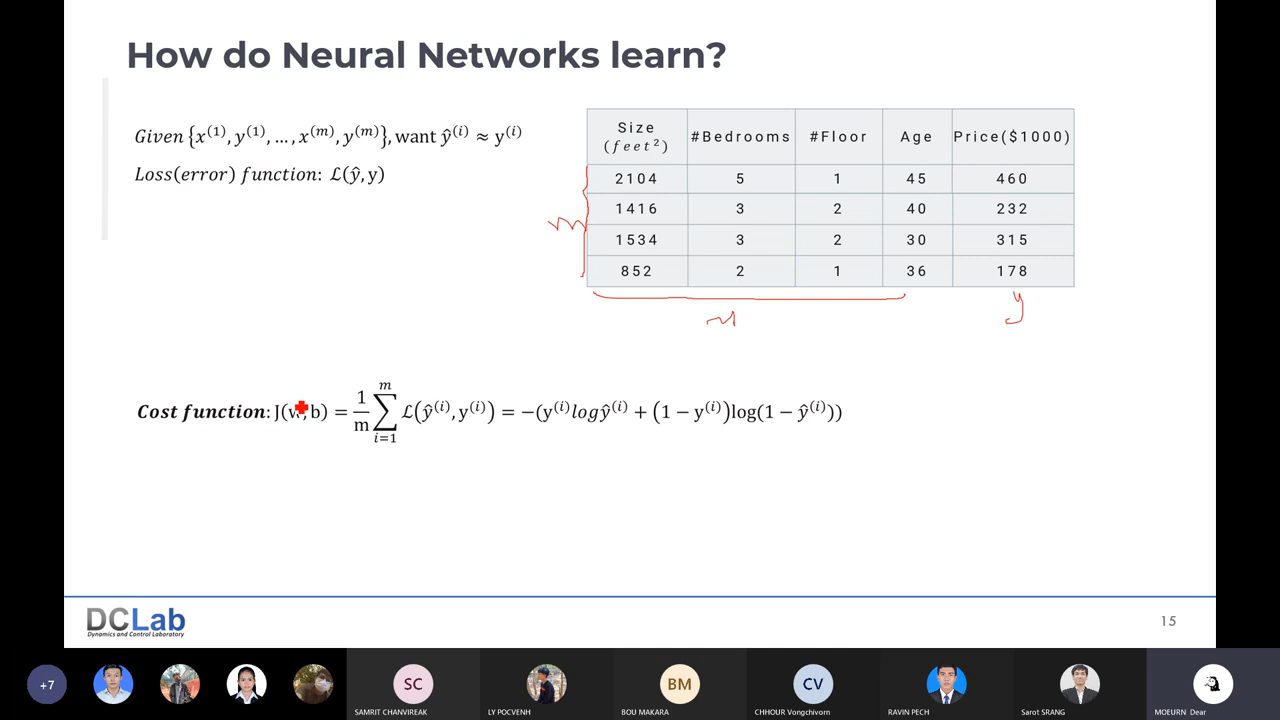 How do Neural Networks learn?
Given {x⁽¹⁾, y⁽¹⁾, …, x⁽ᵐ⁾, y⁽ᵐ⁾}, want ŷ⁽ⁱ⁾ ≈ y⁽ⁱ⁾
Loss(error) function: ℒ(ŷ, y)
Size (feet²) #Bedrooms #Floor Age Price($1000)
2104 5 1 45 460
1416 3 2 40 232
1534 3 2 30 315
852 2 1 36 178
m
x
y
Cost function: J(w, b) = 1/m ∑ᵢ₌₁ᵐ ℒ(ŷ⁽ⁱ⁾, y⁽ⁱ⁾) = −(y⁽ⁱ⁾logŷ⁽ⁱ⁾ + (1 − y⁽ⁱ⁾)log(1 − ŷ⁽ⁱ⁾))
DCLab
Dynamics and Control Laboratory
15
+7
SC
BM
CV
SAMRIT CHANVIREAK
LY POCVENH
BOU MAKARA
CHHOUR Vongchivorn
RAVIN PECH
Sarot SRANG
MOEURN Dear